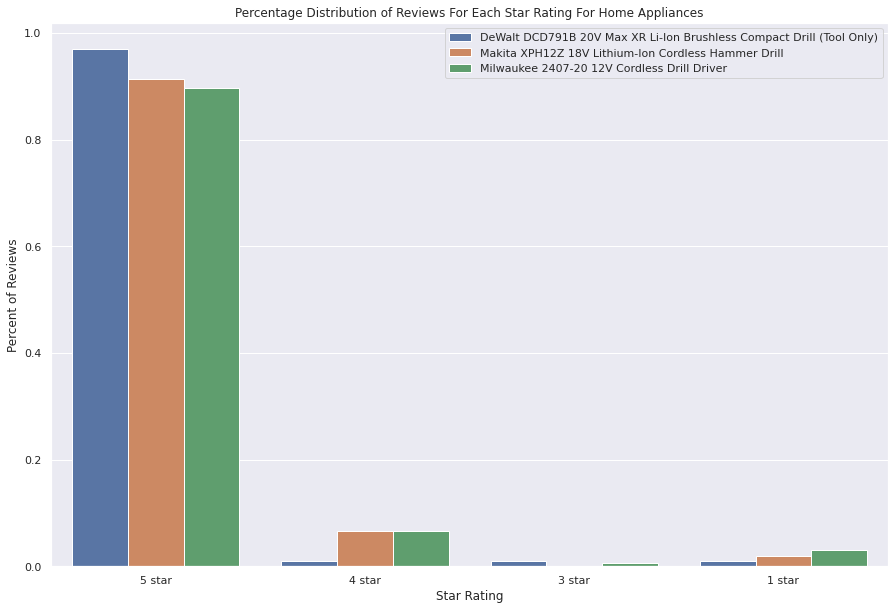 Percentage Distribution of Reviews For Each Star Rating For Home Appliances
DeWalt DCD791B 20V Max XR Li-Ion Brushless Compact Drill (Tool Only)
Makita XPH12Z 18V Lithium-Ion Cordless Hammer Drill
Milwaukee 2407-20 12V Cordless Drill Driver
1.0
0.8
0.6
0.4
0.2
0.0
Percent of Reviews
5 star
4 star
3 star
1 star
Star Rating